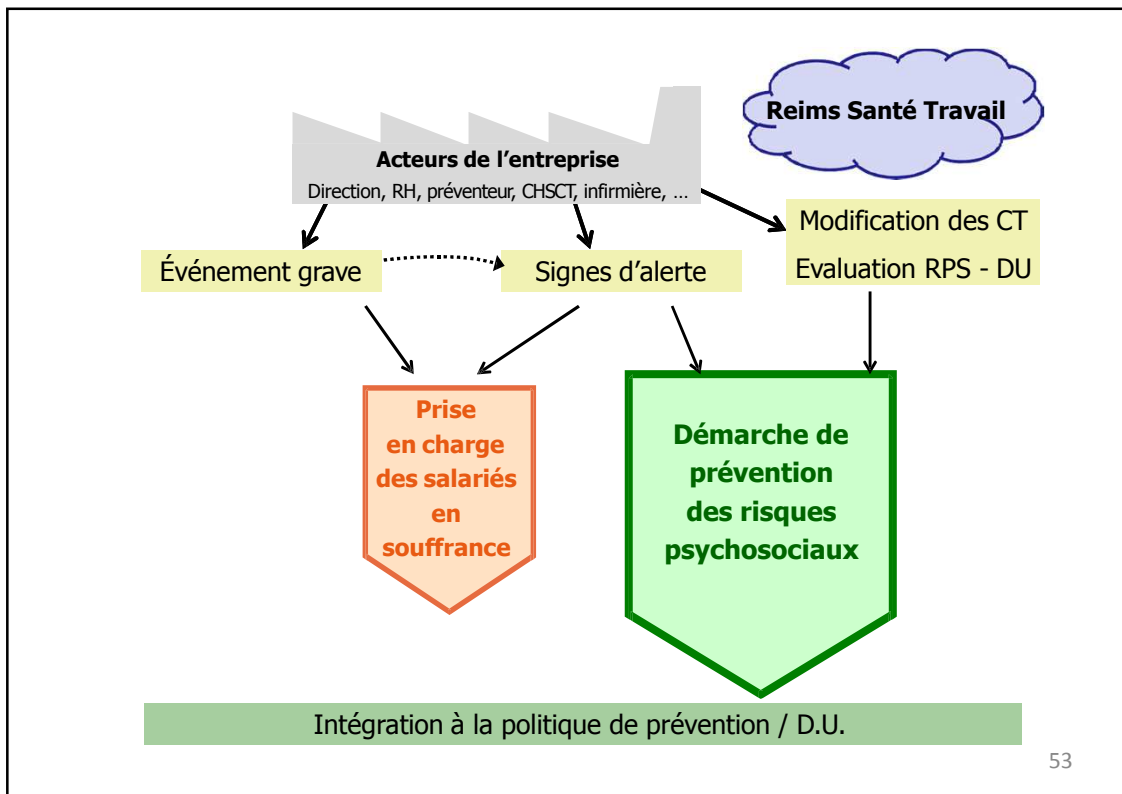 Reims Santé Travail
Acteurs de l’entreprise
Direction, RH, préventeur, CHSCT, infirmière, …
Modification des CT
Evaluation RPS - DU
Événement grave
Signes d’alerte
Prise
en charge
des salariés
en
souffrance
Démarche de
prévention
des risques
psychosociaux
Intégration à la politique de prévention / D.U.
53